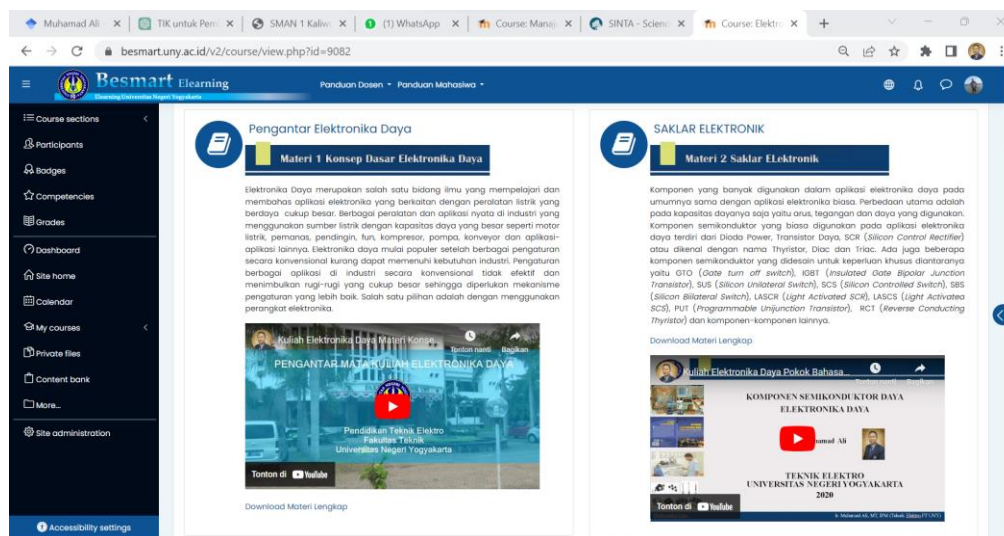 Muhamad Ali -
TIK untuk Pem
SMAN 1 Kaliwo
(1) WhatsApp
Course: Manaj
SINTA - Scienc
Course: Elektro
besmart.uny.ac.id/v2/course/view.php?id=9082
Besmart Elearning
Elearning Universitas Negeri Yogyakarta
Panduan Dosen
Panduan Mahasiwa
Course sections
Participants
Badges
Competencies
Grades
Dashboard
Site home
Calendar
My courses
Private files
Content bank
More...
Site administration
Accessibility settings
Pengantar Elektronika Daya
Materi 1 Konsep Dasar Elektronika Daya
Elektronika Daya merupakan salah satu bidang ilmu yang mempelajari dan
membahas aplikasi elektronika yang berkaitan dengan peralatan listrik yang
berdaya cukup besar. Berbagai peralatan dan aplikasi nyata di industri yang
menggunakan sumber listrik dengan kapasitas daya yang besar seperti motor
listrik, pemanas, pendingin, fun, kompresor, pompa, konveyor dan aplikasi-
aplikasi lainnya. Elektronika daya mulai populer setelah berbagai pengaturan
secara konvensional kurang dapat memenuhi kebutuhan industri. Pengaturan
berbagai aplikasi di industri secara konvensional tidak efektif dan
menimbulkan rugi-rugi yang cukup besar sehingga diperlukan mekanisme
pengaturan yang lebih baik. Salah satu pilihan adalah dengan menggunakan
perangkat elektronika.
Kuliah Elektronika Daya Materi Konse...
Tonton nanti
Bagikan
PENGANTAR MATA KULIAH ELEKTRONIKA DAYA
Pendidikan Teknik Elektro
Fakultas Teknik
Universitas Negeri Yogyakarta
Tonton di YouTube
Download Materi Lengkap
SAKLAR ELEKTRONIK
Materi 2 Saklar ELektronik
Komponen yang banyak digunakan dalam aplikasi elektronika daya pada
umumnya sama dengan aplikasi elektronika biasa. Perbedaan utama adalah
pada kapasitas dayanya saja yaitu arus, tegangan dan daya yang digunakan.
Komponen semikonduktor yang biasa digunakan pada aplikasi elektronika
daya terdiri dari Dioda Power, Transistor Daya, SCR (Silicon Control Rectifier)
atau dikenal dengan nama Thyristor, Diac dan Triac. Ada juga beberapa
komponen semikonduktor yang didesain untuk keperluan khusus diantaranya
yaitu GTO (Gate turn off switch), IGBT (Insulated Gate Bipolar Junction
Transistor), SUS (Silicon Unilateral Switch), SCS (Silicon Controlled Switch), SBS
(Silicon Bilateral Switch), LASCR (Light Activated SCR), LASCS (Light Activated
SCS), PUT (Programmable Unijunction Transistor), RCT (Reverse Conducting
Thyristor) dan komponen-komponen lainnya.
Download Materi Lengkap
Kuliah Elektronika Daya Pokok Bahasa...
Tonton nanti
Bagikan
KOMPONEN SEMIKONDUKTOR DAYA
ELEKTRONIKA DAYA
Ali
TEKNIK ELEKTRO
UNIVERSITAS NEGERI YOGYAKARTA
2020
Tonton di YouTube